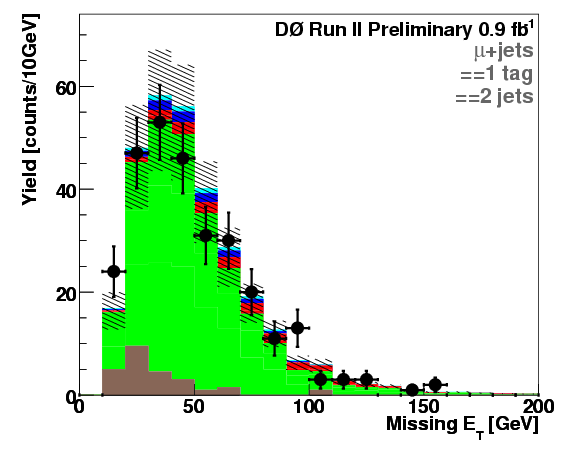 DØ Run II Preliminary 0.9 fb-1
μ+jets
==1 tag
==2 jets
Yield [counts/10GeV]
60
40
20
0
0 50 100 150 200
Missing ET [GeV]